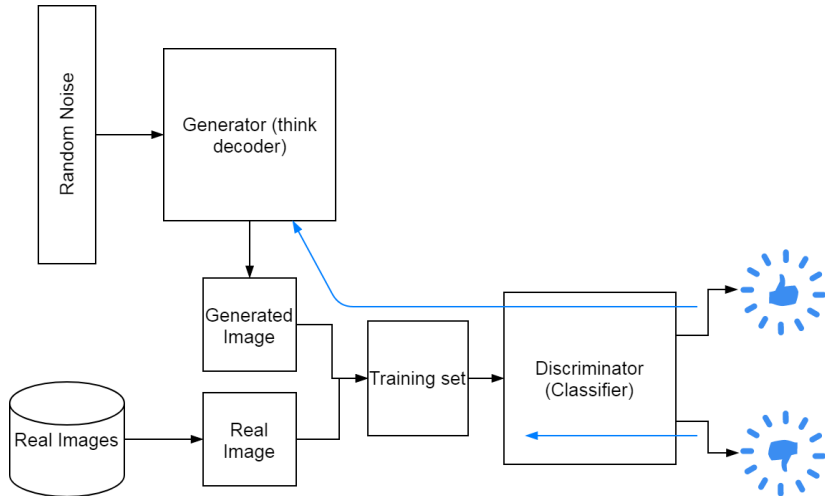 Random Noise
Generator (think
decoder)
Generated
Image
Real Images
Real
Image
Training set
Discriminator
(Classifier)